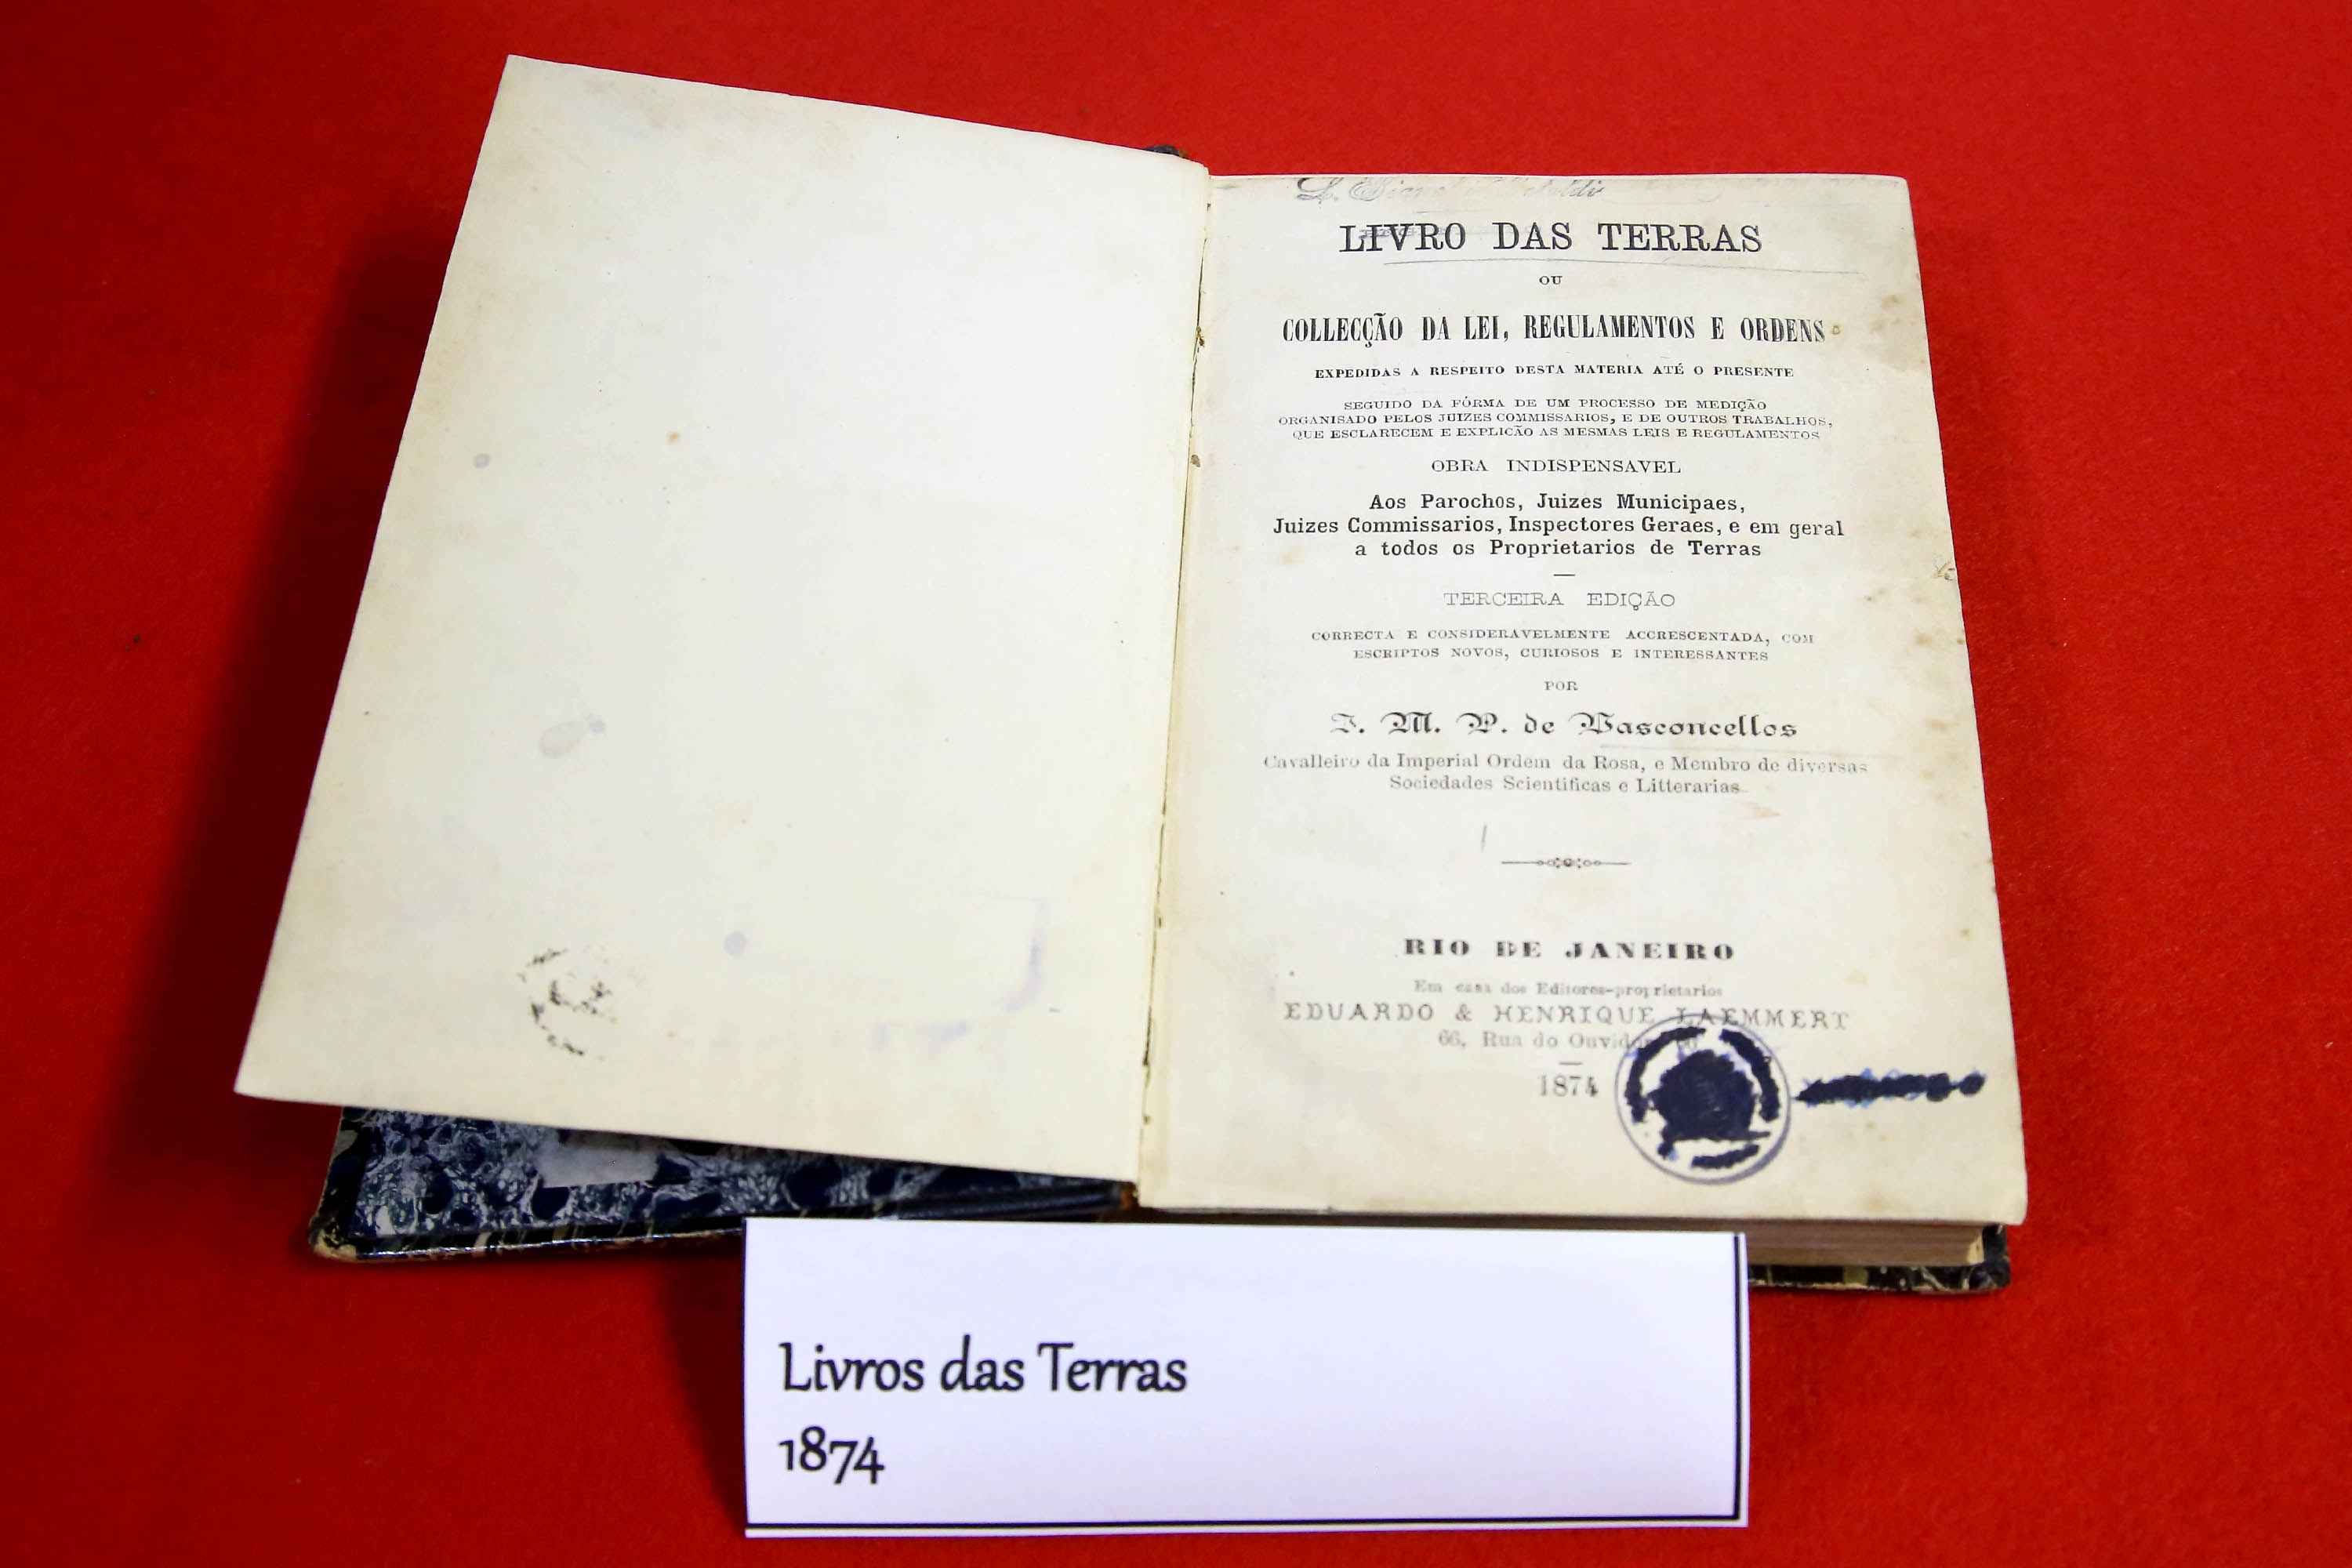 LIVRO DAS TERRAS
OU
COLLECÇÃO DA LEI, REGULAMENTOS E ORDENS
EXPEDIDAS A RESPEITO DESTA MATERIA ATÉ O PRESENTE
SEGUIDO DA FÓRMA DE UM PROCESSO DE MEDIÇÃO
ORGANISADO PELOS JUIZES COMMISSARIOS, E DE OUTROS TRABALHOS,
QUE ESCLARECEM E EXPLICÃO AS MESMAS LEIS E REGULAMENTOS
OBRA INDISPENSAVEL
Aos Parochos, Juizes Municipaes,
Juizes Commissarios, Inspectores Geraes, e em geral
a todos os Proprietarios de Terras
TERCEIRA EDIÇÃO
CORRECTA E CONSIDERAVELMENTE ACCRESCENTADA, COM
ESCRIPTOS NOVOS, CURIOSOS E INTERESSANTES
POR
J. M. P. de Vasconcellos
Cavalleiro da Imperial Ordem da Rosa, e Membro de diversas
Sociedades Scientificas e Litterarias
RIO DE JANEIRO
Em casa dos Editores-proprietarios
EDUARDO & HENRIQUE LAEMMERT
66, Rua do Ouvidor, 66
1874
Livros das Terras
1874